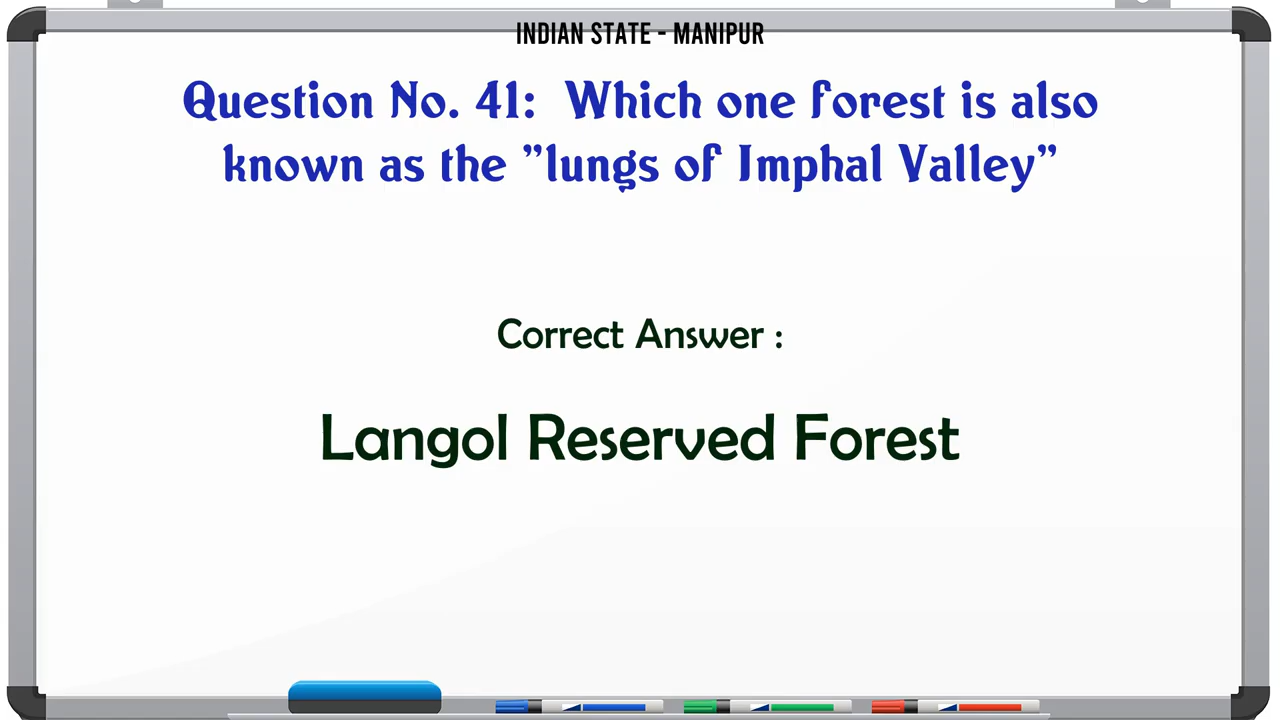 INDIAN STATE - MANIPUR
Question No. 41: Which one forest is also
known as the "lungs of Imphal Valley"
Correct Answer :
Langol Reserved Forest